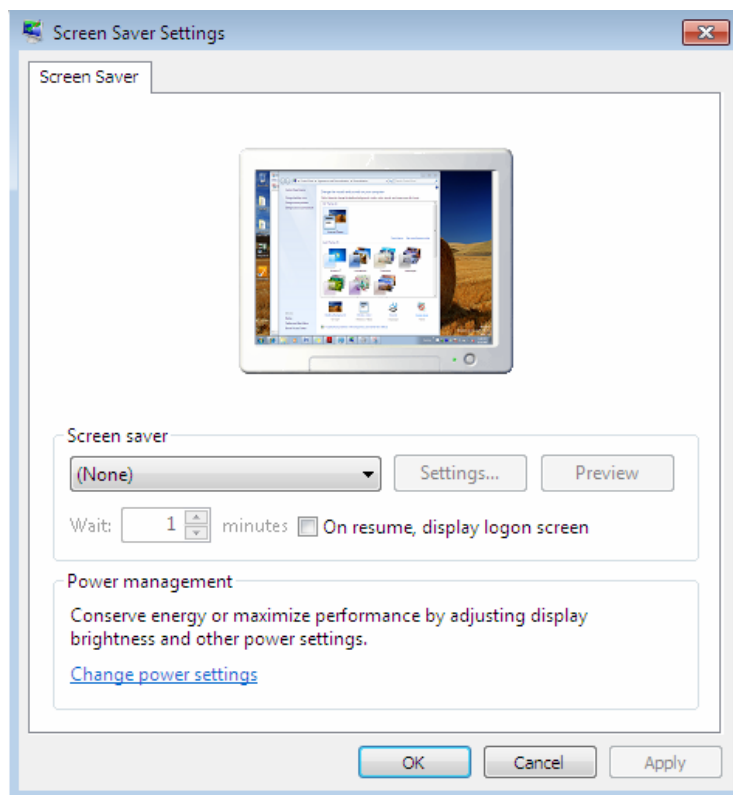 Screen Saver Settings
Screen Saver
Screen saver
(None)
Settings...
Preview
Wait: 1 minutes On resume, display logon screen
Power management
Conserve energy or maximize performance by adjusting display
brightness and other power settings.
Change power settings
OK
Cancel
Apply